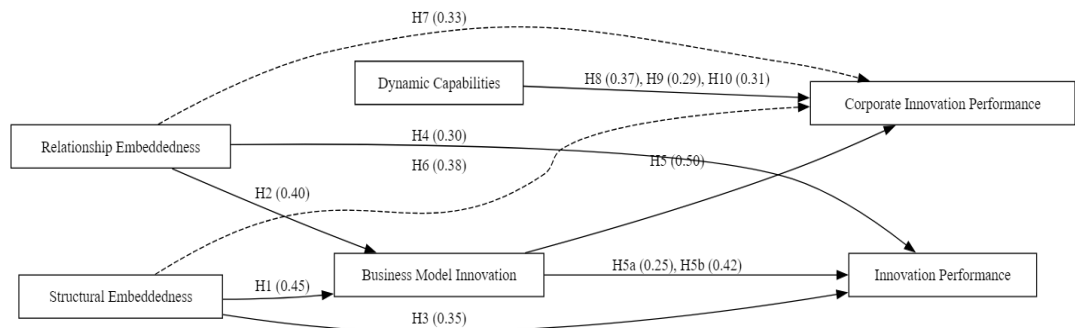 H7 (0.33)
Dynamic Capabilities
H8 (0.37), H9 (0.29), H10 (0.31)
Corporate Innovation Performance
Relationship Embeddedness
H4 (0.30)
H6 (0.38)
H5 (0.50)
H2 (0.40)
Business Model Innovation
H5a (0.25), H5b (0.42)
Innovation Performance
Structural Embeddedness
H1 (0.45)
H3 (0.35)